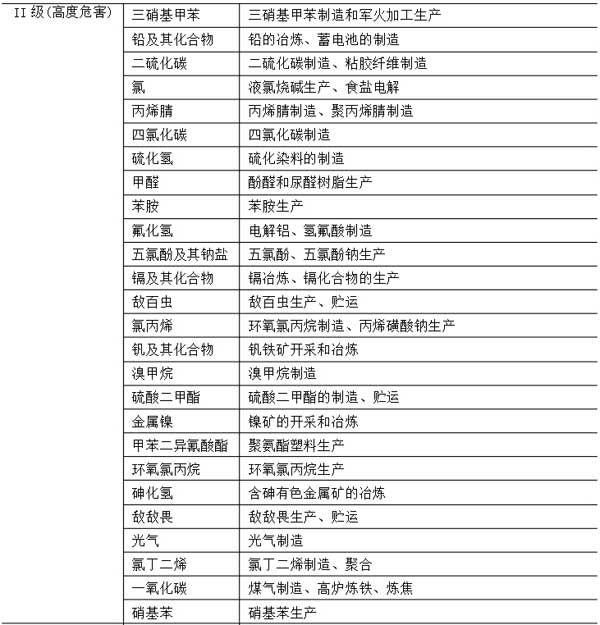 II 级(高度危害) 三硝基甲苯 三硝基甲苯制造和军火加工生产
铅及其化合物 铅的冶炼、蓄电池的制造
二硫化碳 二硫化碳制造、粘胶纤维制造
氯 液氯烧碱生产、食盐电解
丙烯腈 丙烯腈制造、聚丙烯腈制造
四氯化碳 四氯化碳制造
硫化氢 硫化染料的制造
甲醛 酚醛和尿醛树脂生产
苯胺 苯胺生产
氟化氢 电解铝、氢氟酸制造
五氯酚及其钠盐 五氯酚、五氯酚钠生产
镉及其化合物 镉冶炼、镉化合物的生产
敌百虫 敌百虫生产、贮运
氯丙烯 环氧氯丙烷制造、丙烯磺酸钠生产
钒及其化合物 钒铁矿开采和冶炼
溴甲烷 溴甲烷制造
硫酸二甲酯 硫酸二甲酯的制造、贮运
金属镍 镍矿的开采和冶炼
甲苯二异氰酸酯 聚氨酯塑料生产
环氧氯丙烷 环氧氯丙烷生产
砷化氢 含砷有色金属矿的冶炼
敌敌畏 敌敌畏生产、贮运
光气 光气制造
氯丁二烯 氯丁二烯制造、聚合
一氧化碳 煤气制造、高炉炼铁、炼焦
硝基苯 硝基苯生产